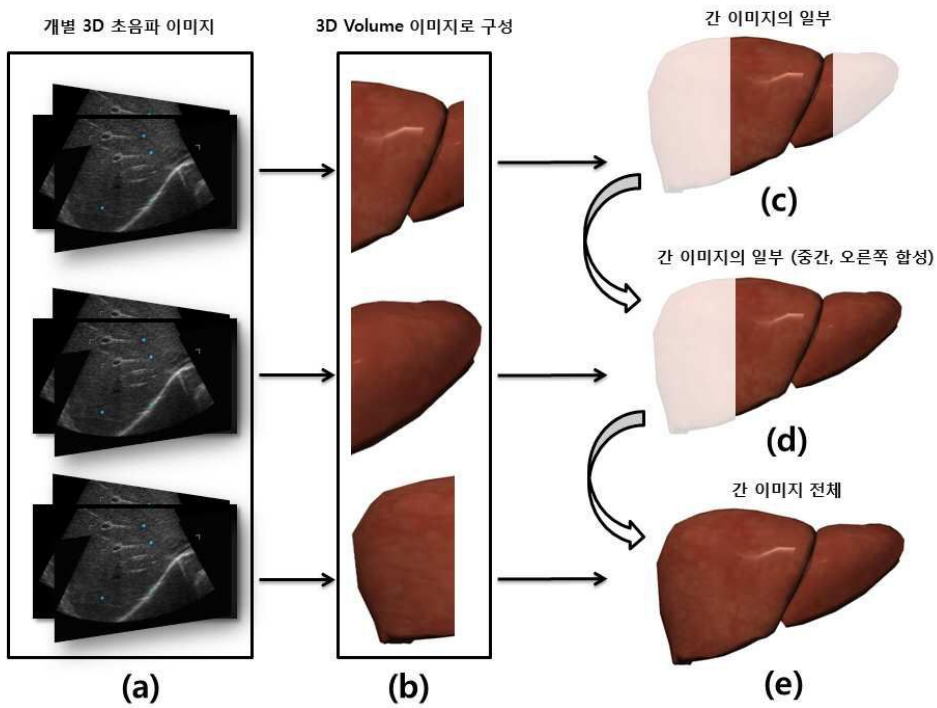 개별 3D 초음파 이미지
3D Volume 이미지로 구성
간 이미지의 일부
(c)
간 이미지의 일부 (중간, 오른쪽 합성)
(d)
간 이미지 전체
(a)
(b)
(e)